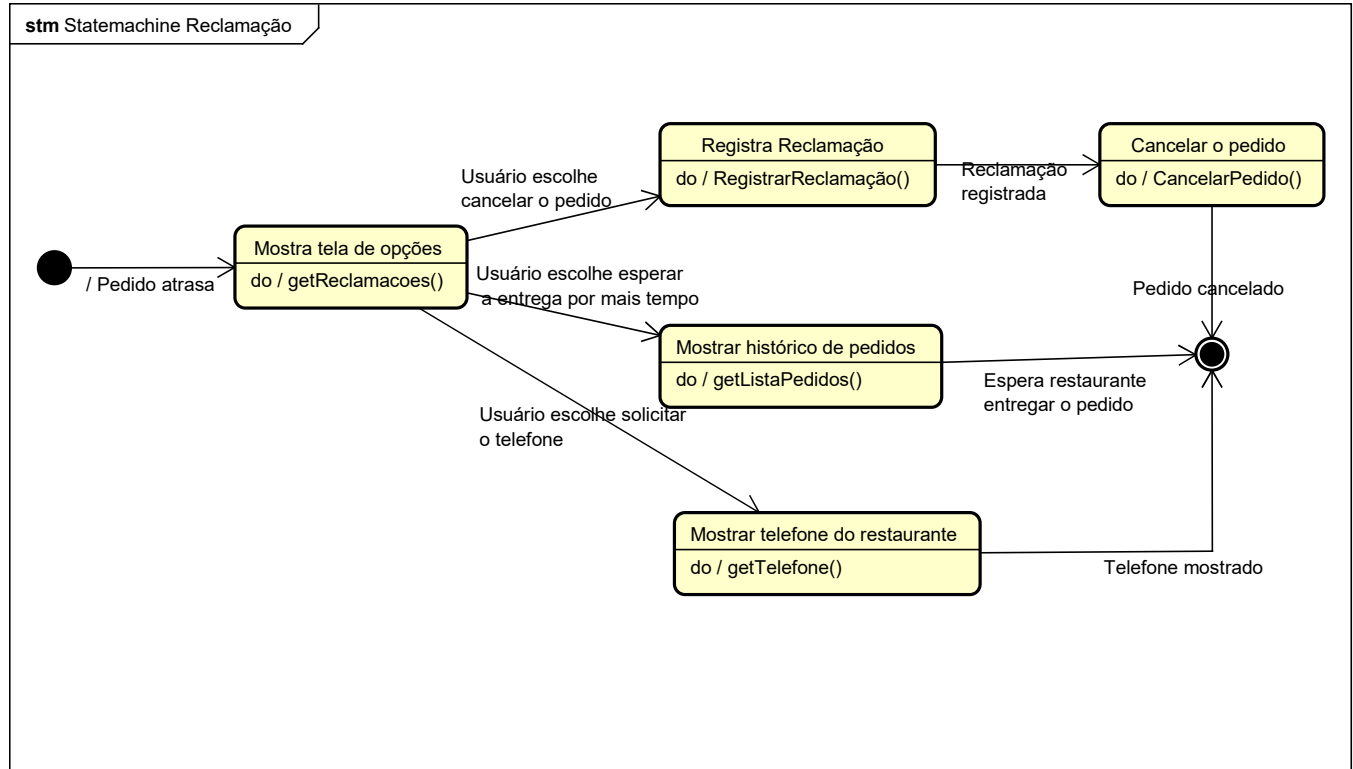 stm Statemachine Reclamação
Registra Reclamação
do / RegistrarReclamação()
Cancelar o pedido
do / CancelarPedido()
Reclamação
registrada
Usuário escolhe
cancelar o pedido
Mostra tela de opções
do / getReclamacoes()
/ Pedido atrasa
Usuário escolhe esperar
a entrega por mais tempo
Pedido cancelado
Mostrar histórico de pedidos
do / getListaPedidos()
Espera restaurante
entregar o pedido
Usuário escolhe solicitar
o telefone
Mostrar telefone do restaurante
do / getTelefone()
Telefone mostrado